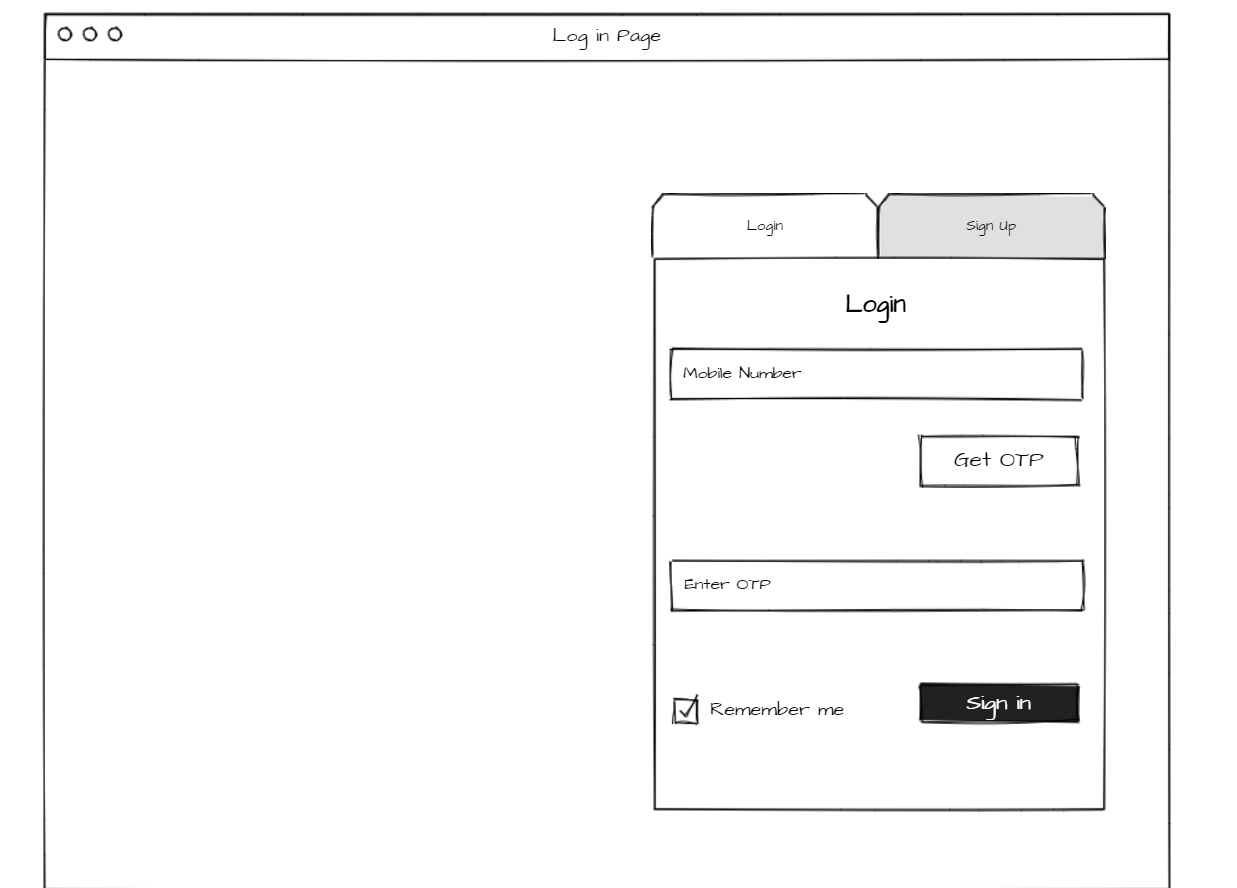 Log in Page
Login
Sign Up
Login
Mobile Number
Get OTP
Enter OTP
Remember me
Sign in